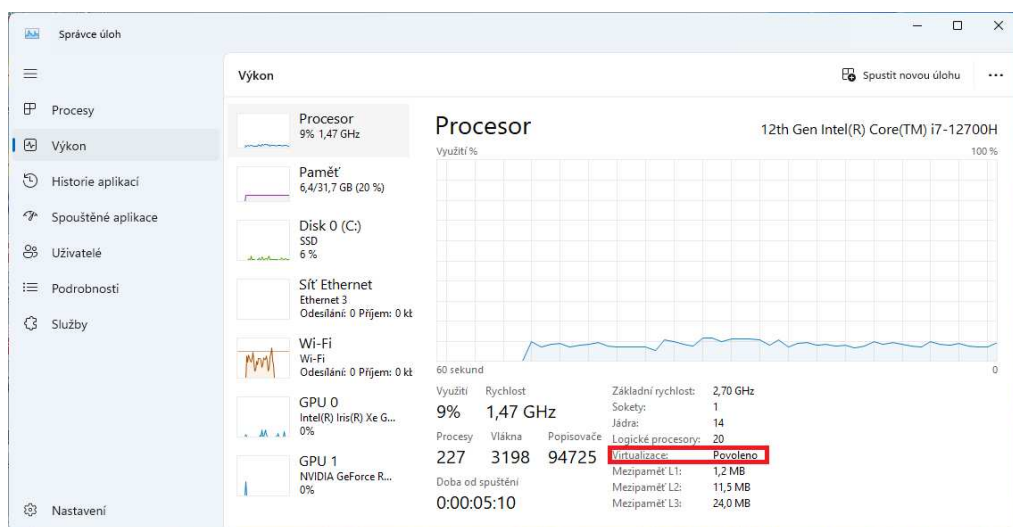 Správce úloh
Výkon
Spustit novou úlohu
Procesy
Výkon
Historie aplikací
Spouštěné aplikace
Uživatelé
Podrobnosti
Služby
Nastavení
Procesor
9% 1,47 GHz
Paměť
6,4/31,7 GB (20 %)
Disk 0 (C:)
SSD
6 %
Síť Ethernet
Ethernet 3
Odesílání: 0 Příjem: 0 kb
Wi-Fi
Wi-Fi
Odesílání: 0 Příjem: 0 kb
GPU 0
Intel(R) Iris(R) Xe G...
0%
GPU 1
NVIDIA GeForce R...
0%
Procesor
12th Gen Intel(R) Core(TM) i7-12700H
Využití %
100 %
60 sekund
0
Využití Rychlost
9% 1,47 GHz
Procesy Vlákna Popisovače
227 3198 94725
Doba od spuštění
0:00:05:10
Základní rychlost: 2,70 GHz
Sokety: 1
Jádra: 14
Logické procesory: 20
Virtualizace: Povoleno
Mezipaměť L1: 1,2 MB
Mezipaměť L2: 11,5 MB
Mezipaměť L3: 24,0 MB